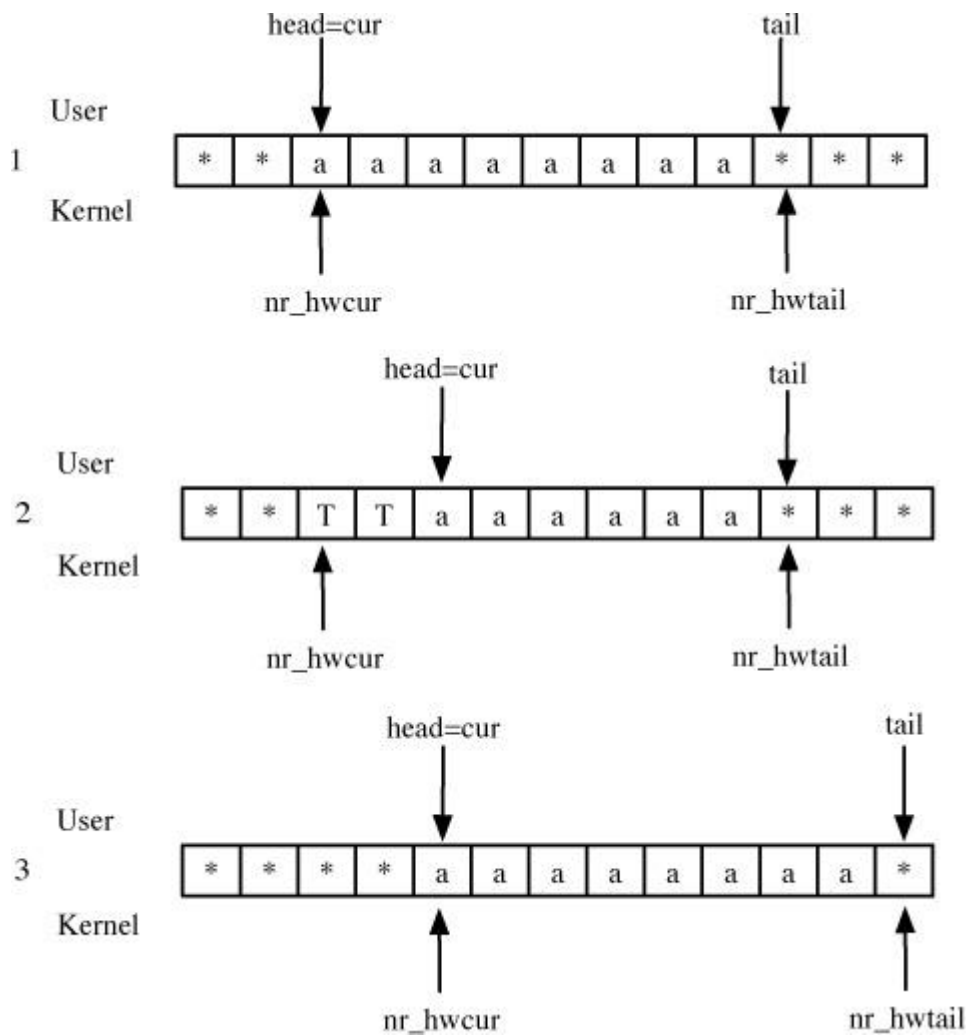 head=cur tail
User
1 * * a a a a a a a a * * *
Kernel
nr_hwcur nr_hwtail
head=cur tail
User
2 * * T T a a a a a a * * *
Kernel
nr_hwcur nr_hwtail
head=cur tail
User
3 * * * * a a a a a a a a *
Kernel
nr_hwcur nr_hwtail